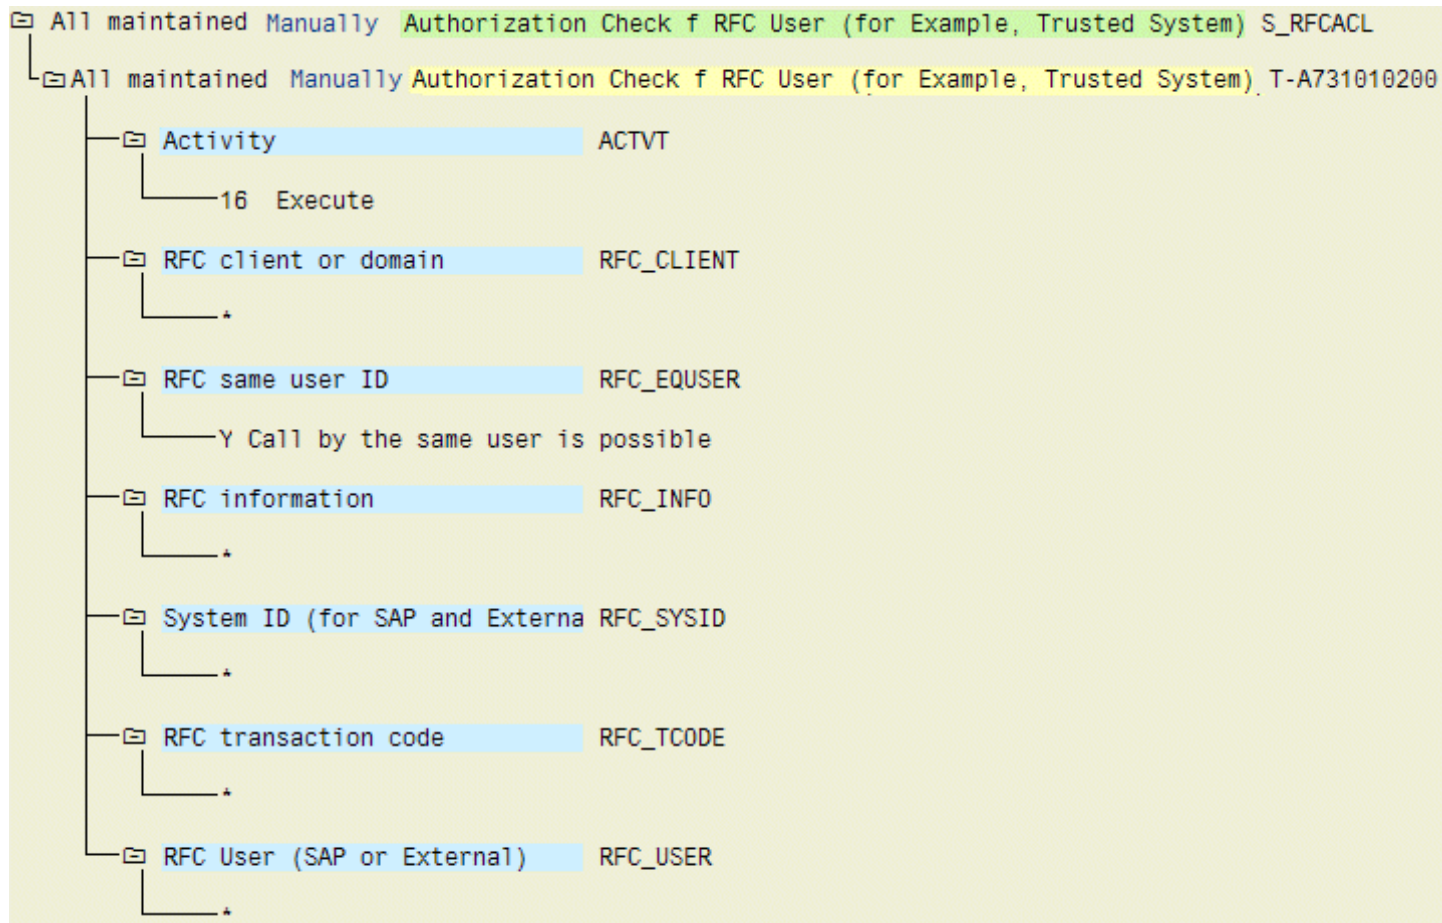 All maintained Manually Authorization Check f RFC User (for Example, Trusted System) S_RFCACL
All maintained Manually Authorization Check f RFC User (for Example, Trusted System) T-A731010200
Activity ACTVT
16 Execute
RFC client or domain RFC_CLIENT
*
RFC same user ID RFC_EQUSER
Y Call by the same user is possible
RFC information RFC_INFO
*
System ID (for SAP and Externa RFC_SYSID
*
RFC transaction code RFC_TCODE
*
RFC User (SAP or External) RFC_USER
*